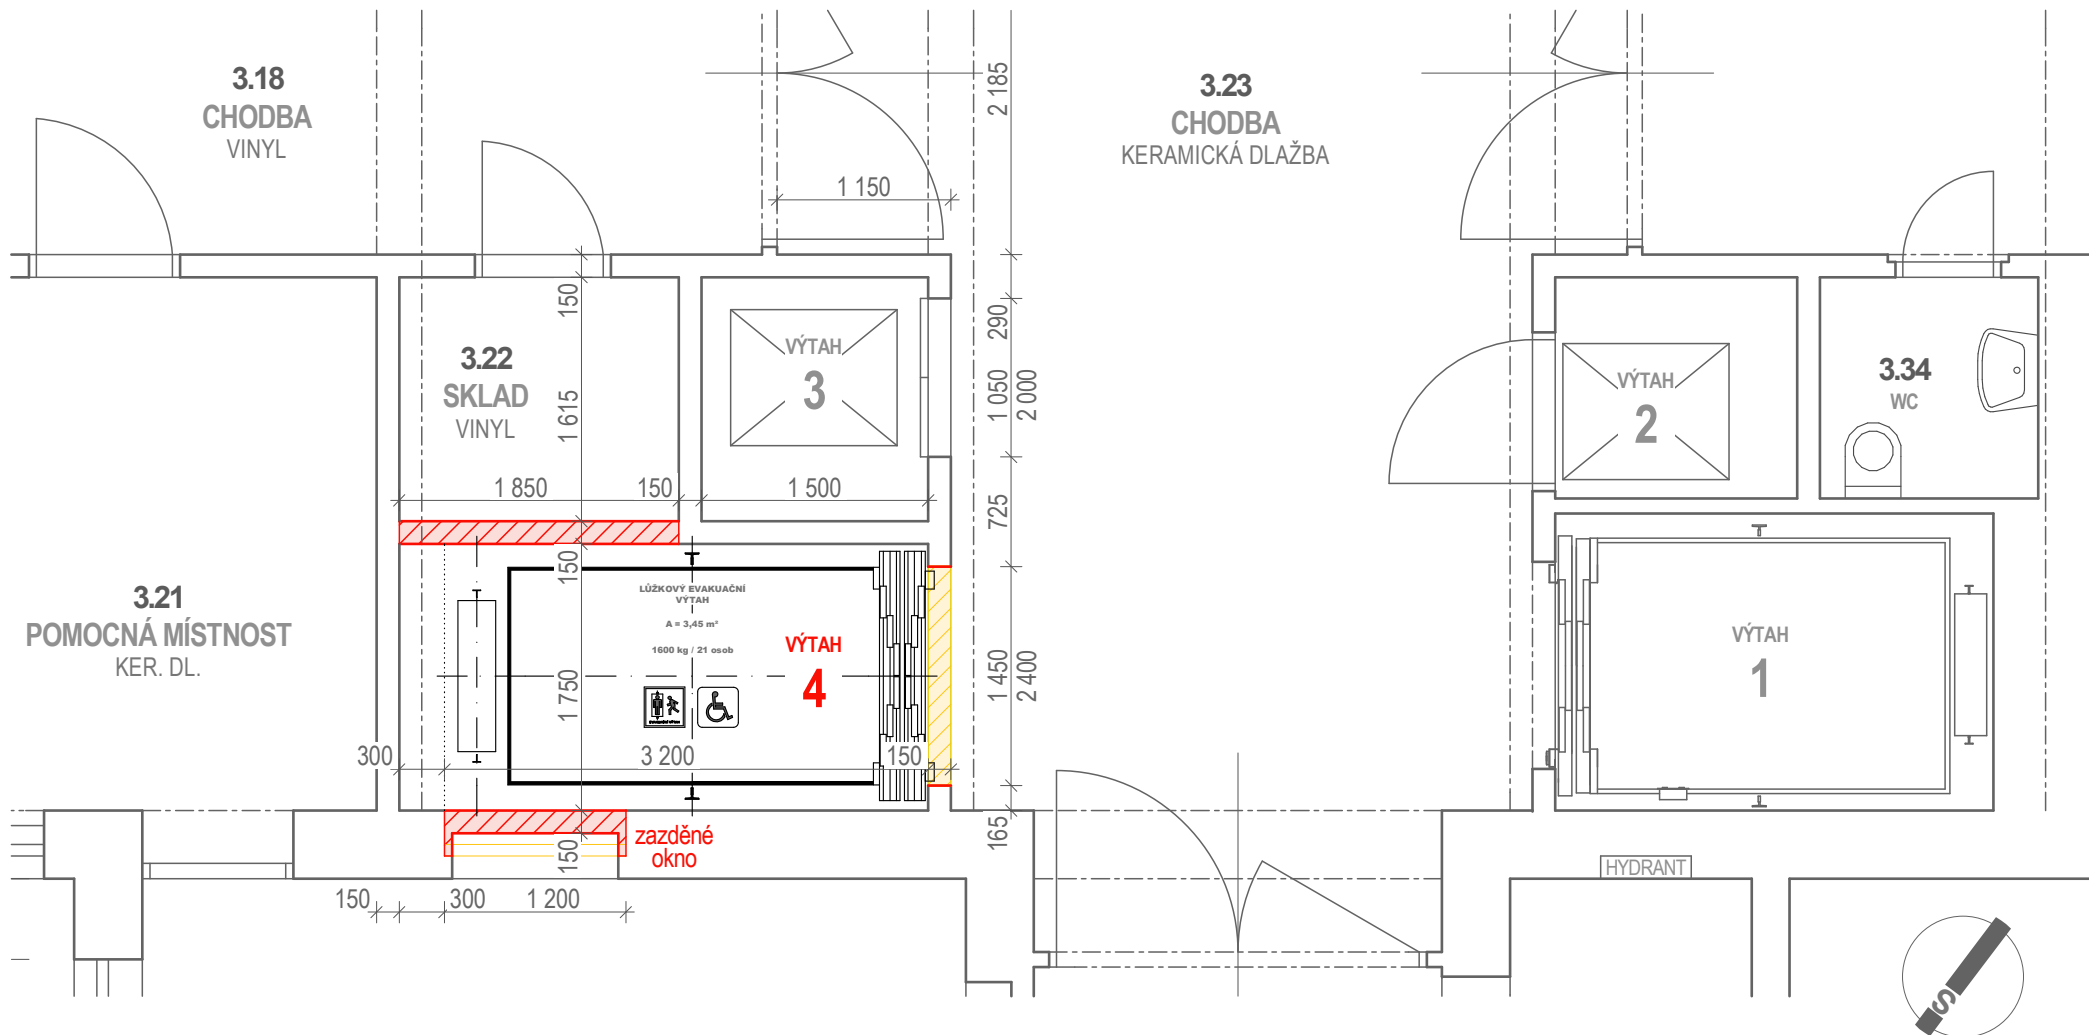 3.18
CHODBA
VINYL
3.23
CHODBA
KERAMICKÁ DLAŽBA
2 185
1 150
150
290
3.22
SKLAD
VINYL
1 615
VÝTAH
3
1 050
2 000
VÝTAH
2
3.34
WC
1 850
150
1 500
725
150
LŮŽKOVÝ EVAKUAČNÍ
VÝTAH
A = 3,45 m²
1600 kg / 21 osob
VÝTAH
4
3.21
POMOCNÁ MÍSTNOST
KER. DL.
1 750
1 450
2 400
VÝTAH
1
300
3 200
150
165
zazděné
okno
150
HYDRANT
150
300
1 200
S